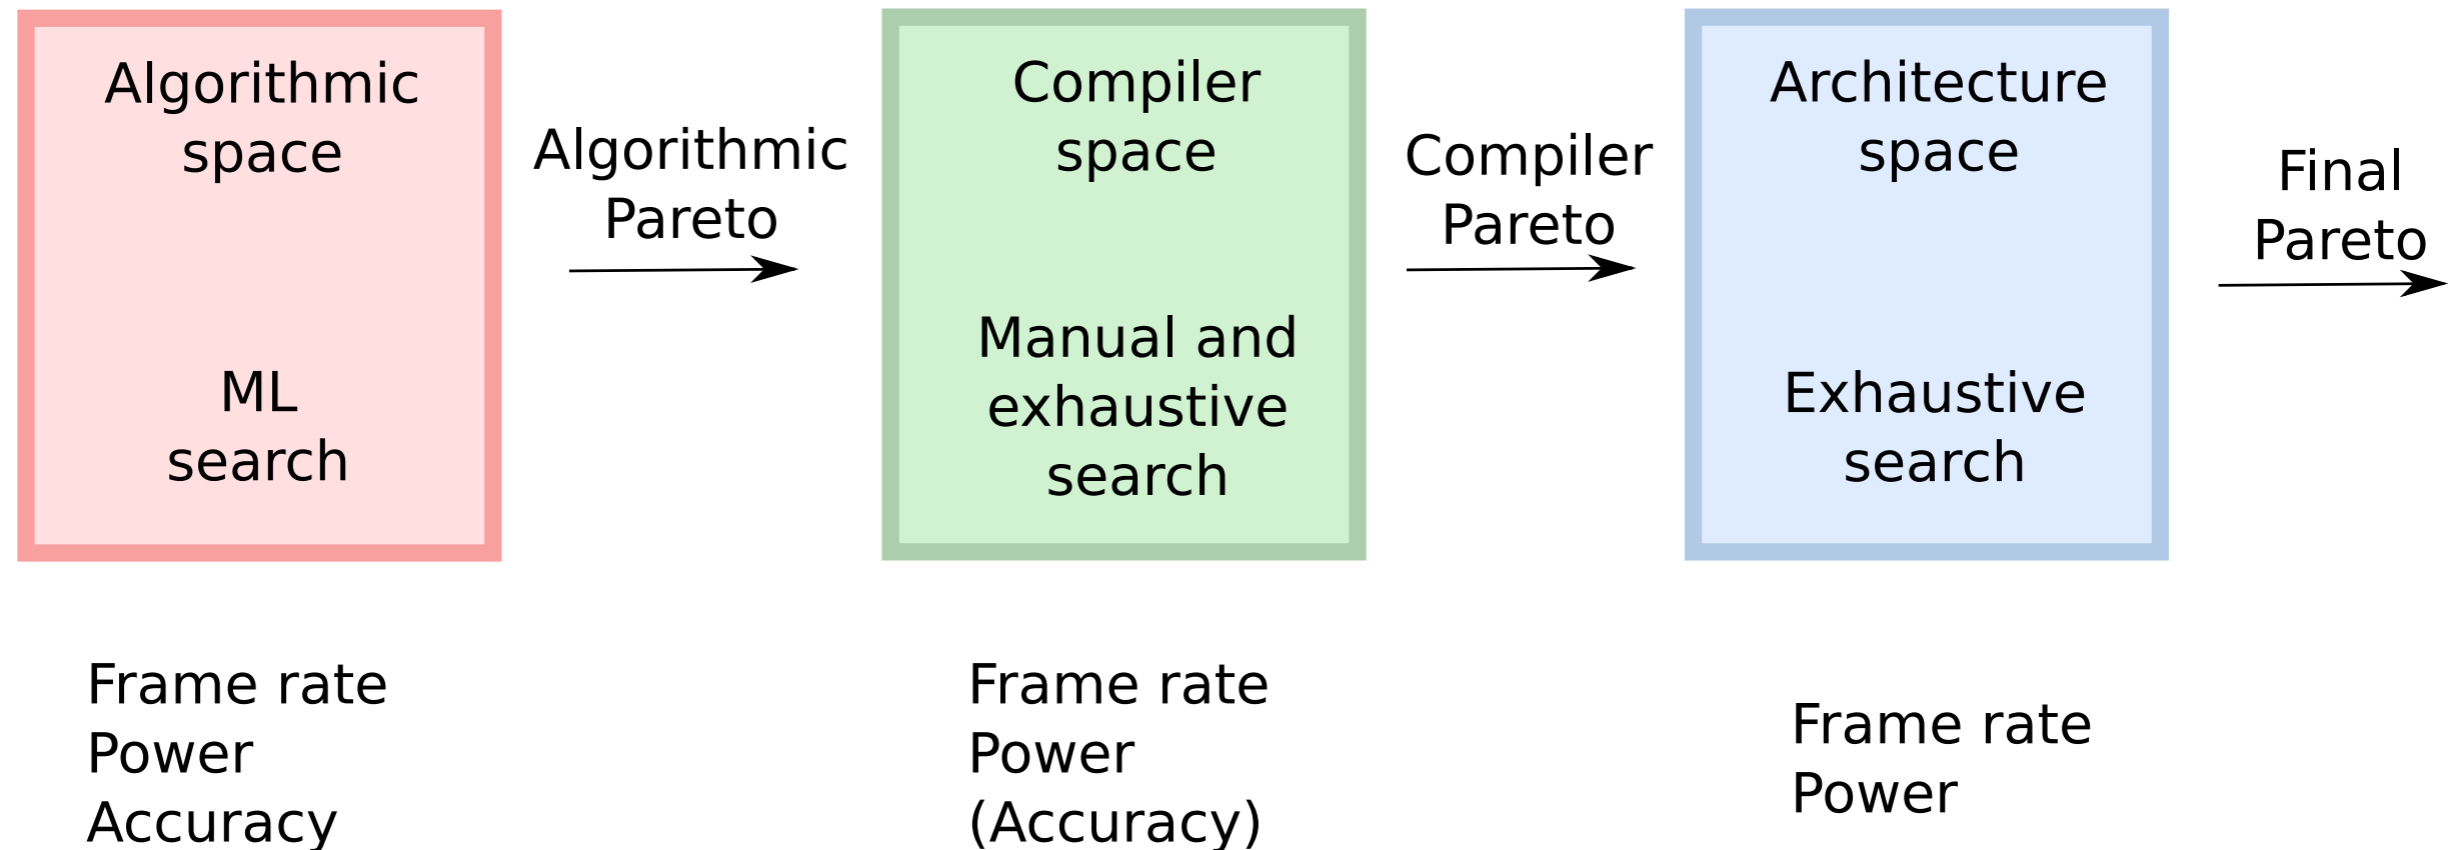 Algorithmic
space
ML
search
Algorithmic
Pareto
Compiler
space
Manual and
exhaustive
search
Compiler
Pareto
Architecture
space
Exhaustive
search
Final
Pareto
Frame rate
Power
Accuracy
Frame rate
Power
(Accuracy)
Frame rate
Power